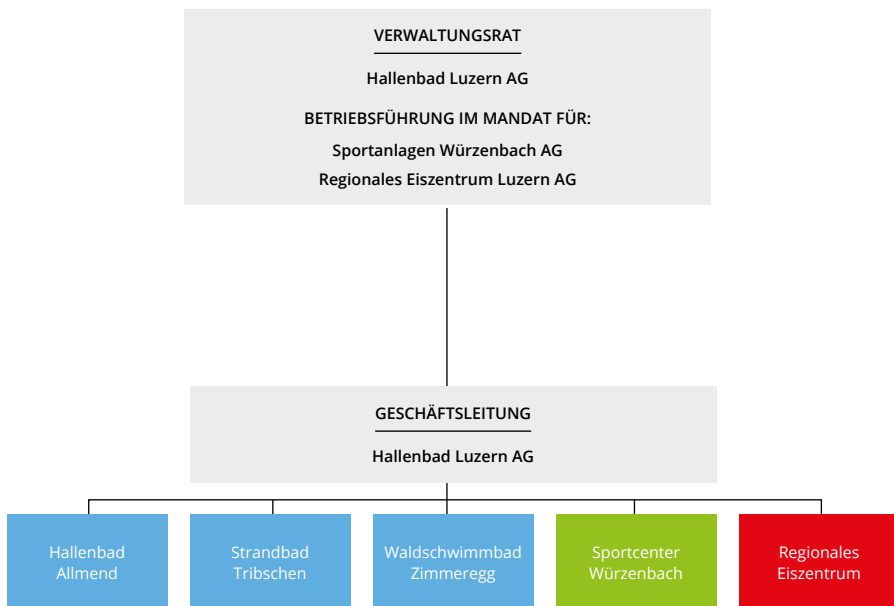 VERWALTUNGSRAT
Hallenbad Luzern AG
BETRIEBSFÜHRUNG IM MANDAT FÜR:
Sportanlagen Würzenbach AG
Regionales Eiszentrum Luzern AG
GESCHÄFTSLEITUNG
Hallenbad Luzern AG
Hallenbad
Allmend
Strandbad
Tribschen
Waldschwimmbad
Zimmeregg
Sportcenter
Würzenbach
Regionales
Eiszentrum